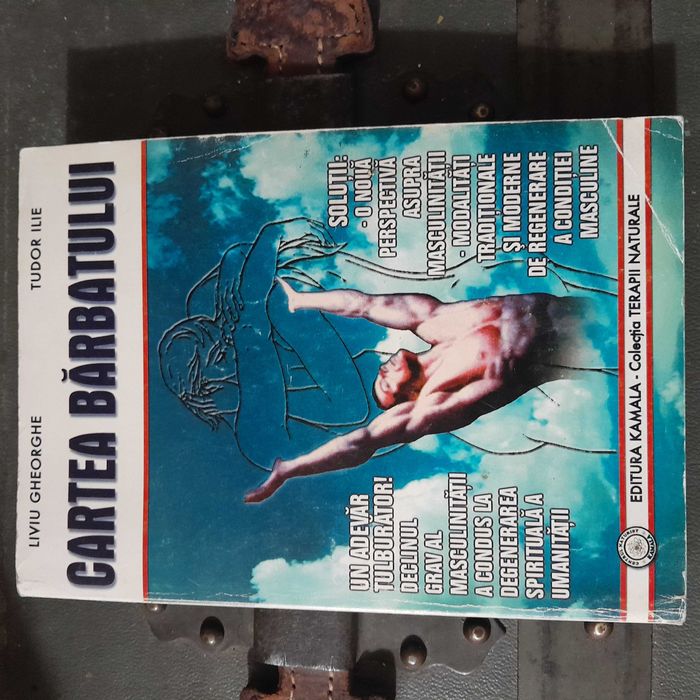 LIVIU GHEORGHE TUDOR ILIE
CARTEA BĂRBATULUI
UN ADEVĂR
TULBURĂTOR!
DECLINUL
GRAV AL
MASCULINITĂȚII
A CONDUS LA
DEGENERAREA
SPIRITUALĂ A
UMANITĂȚII
SOLUȚII:
- O NOUĂ
PERSPECTIVĂ
ASUPRA
MASCULINITĂȚII
- MODALITĂȚI
TRADIȚIONALE
ȘI MODERNE
DE REGENERARE
A CONDIȚIEI
MASCULINE
EDITURA KAMALA - Colecția TERAPII NATURALE